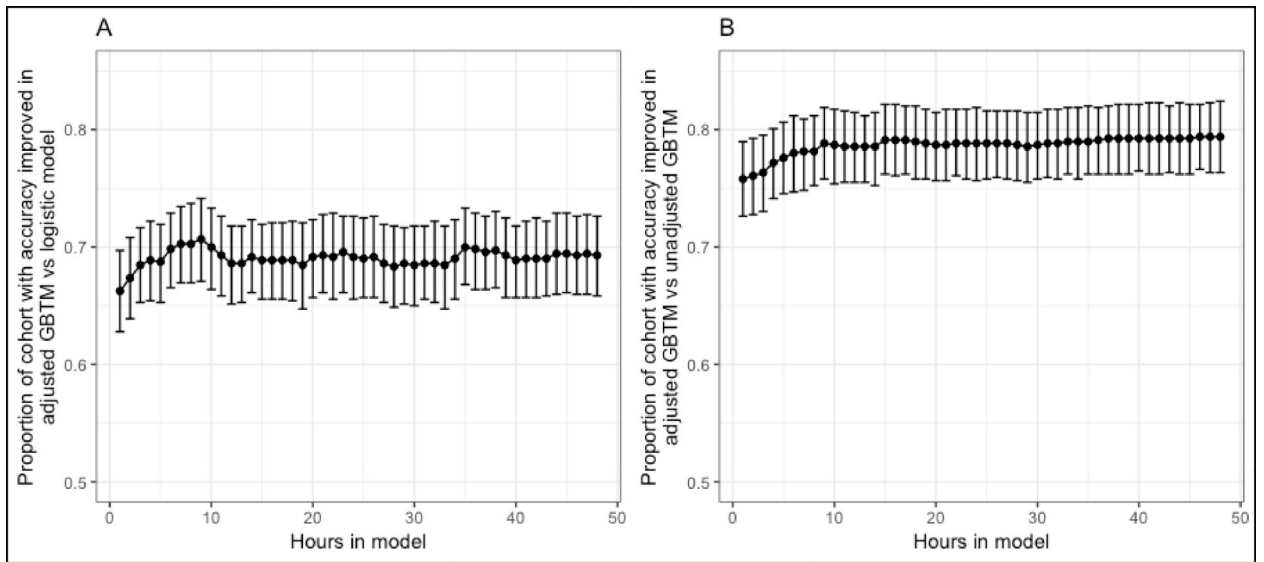 A
Proportion of cohort with accuracy improved in
adjusted GBTM vs logistic model
0.8
0.7
0.6
0.5
0
10
20
30
40
50
Hours in model
B
Proportion of cohort with accuracy improved in
adjusted GBTM vs unadjusted GBTM
0.8
0.7
0.6
0.5
0
10
20
30
40
50
Hours in model